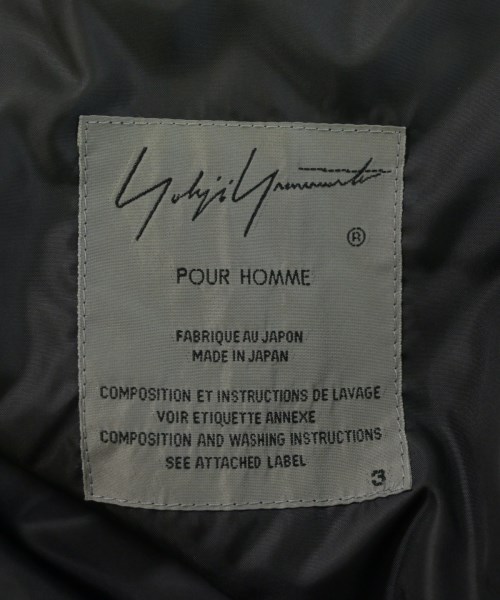 Yohji Yamamoto
®
POUR HOMME
FABRIQUE AU JAPON
MADE IN JAPAN
COMPOSITION ET INSTRUCTIONS DE LAVAGE
VOIR ETIQUETTE ANNEXE
COMPOSITION AND WASHING INSTRUCTIONS
SEE ATTACHED LABEL
3